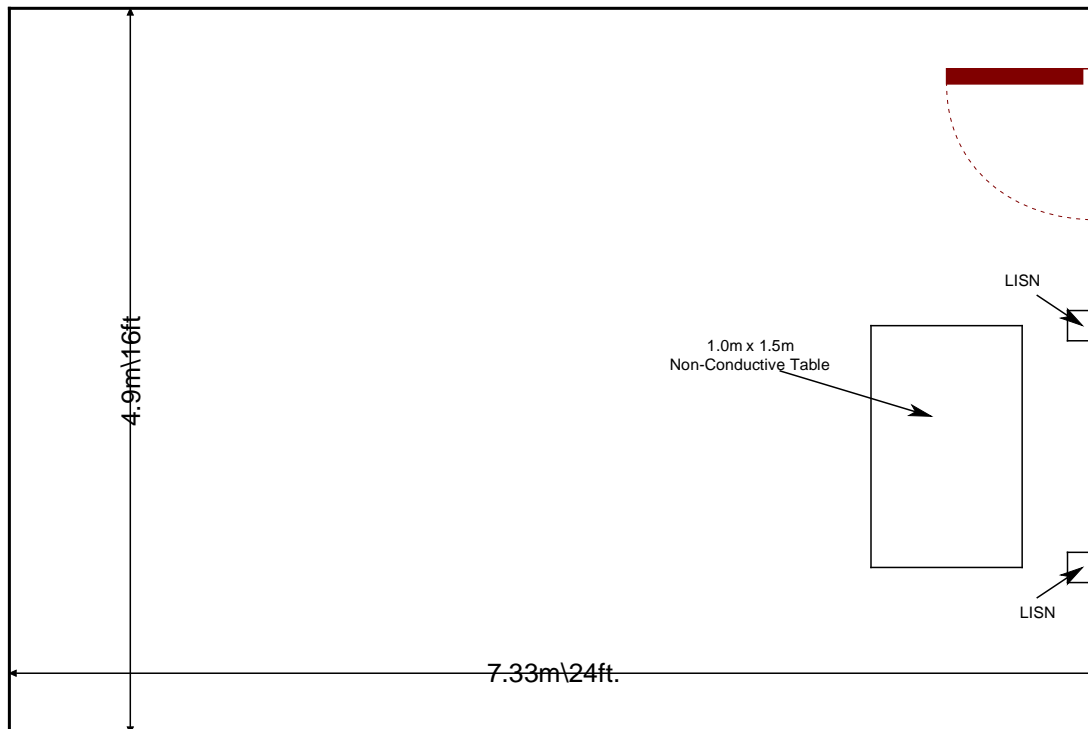 LISN
1.0m x 1.5m
Non-Conductive Table
4.9m\16ft
LISN
7.33m\24ft.